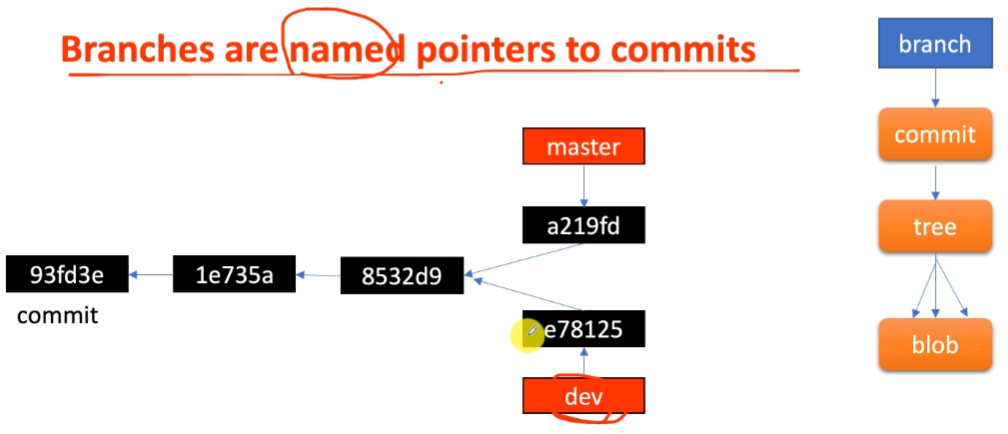 Branches are named pointers to commits
master
a219fd
93fd3e
1e735a
8532d9
commit
e78125
dev
branch
commit
tree
blob